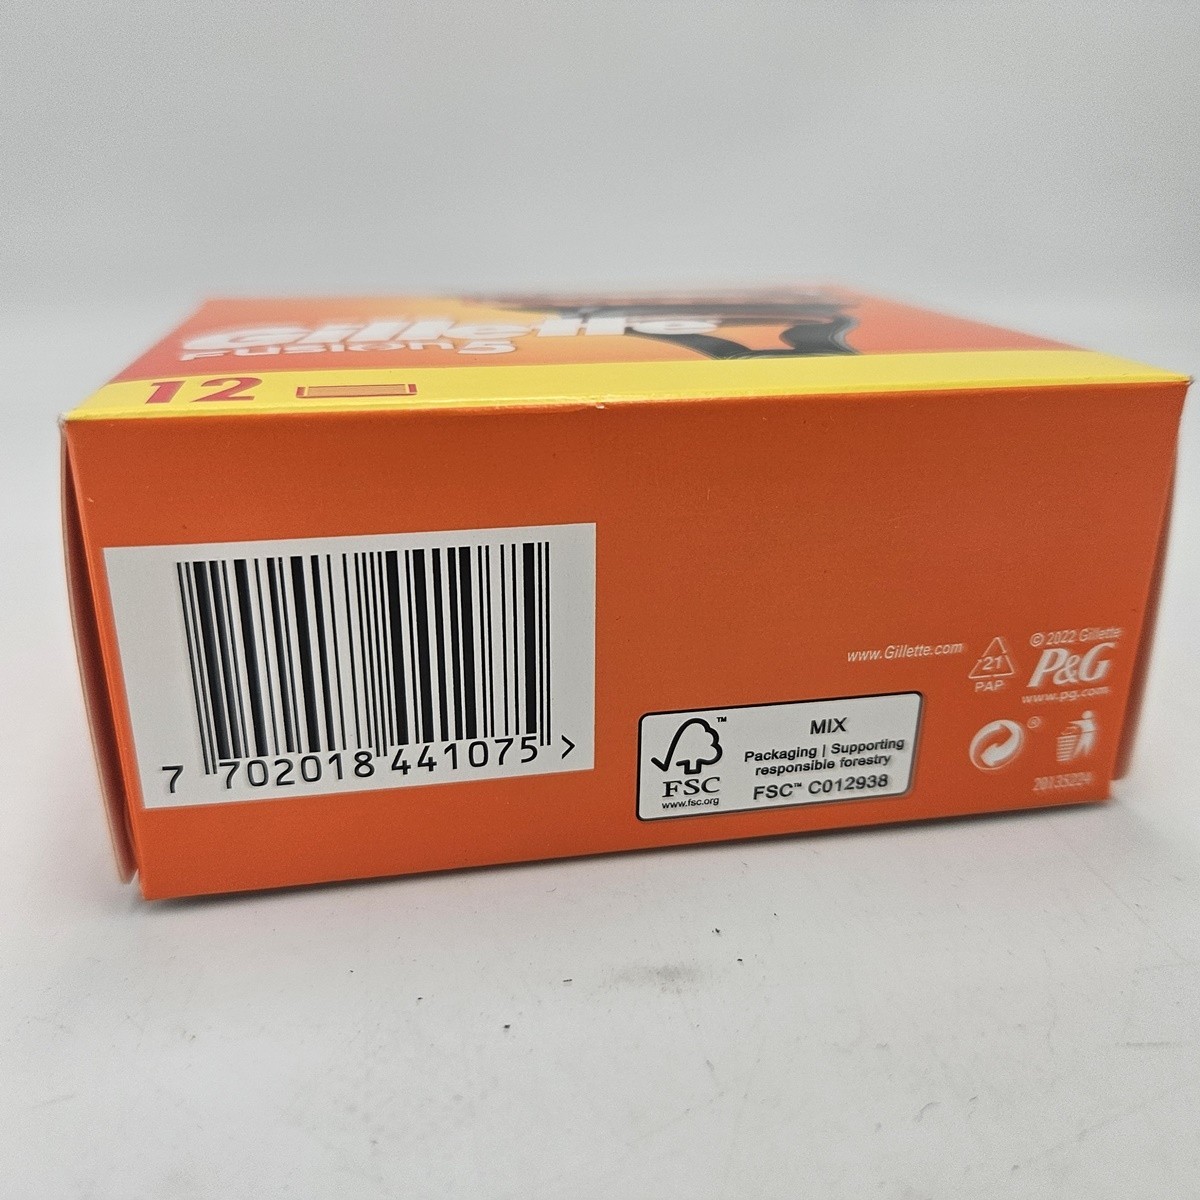 Gillette
Fusion5
12
7 702018 441075 >
www.Gillette.com
21
PAP
© 2022 Gillette
P&G
www.pg.com
®
20135224
FSC™
www.fsc.org
MIX
Packaging | Supporting
responsible forestry
FSC™ C012938